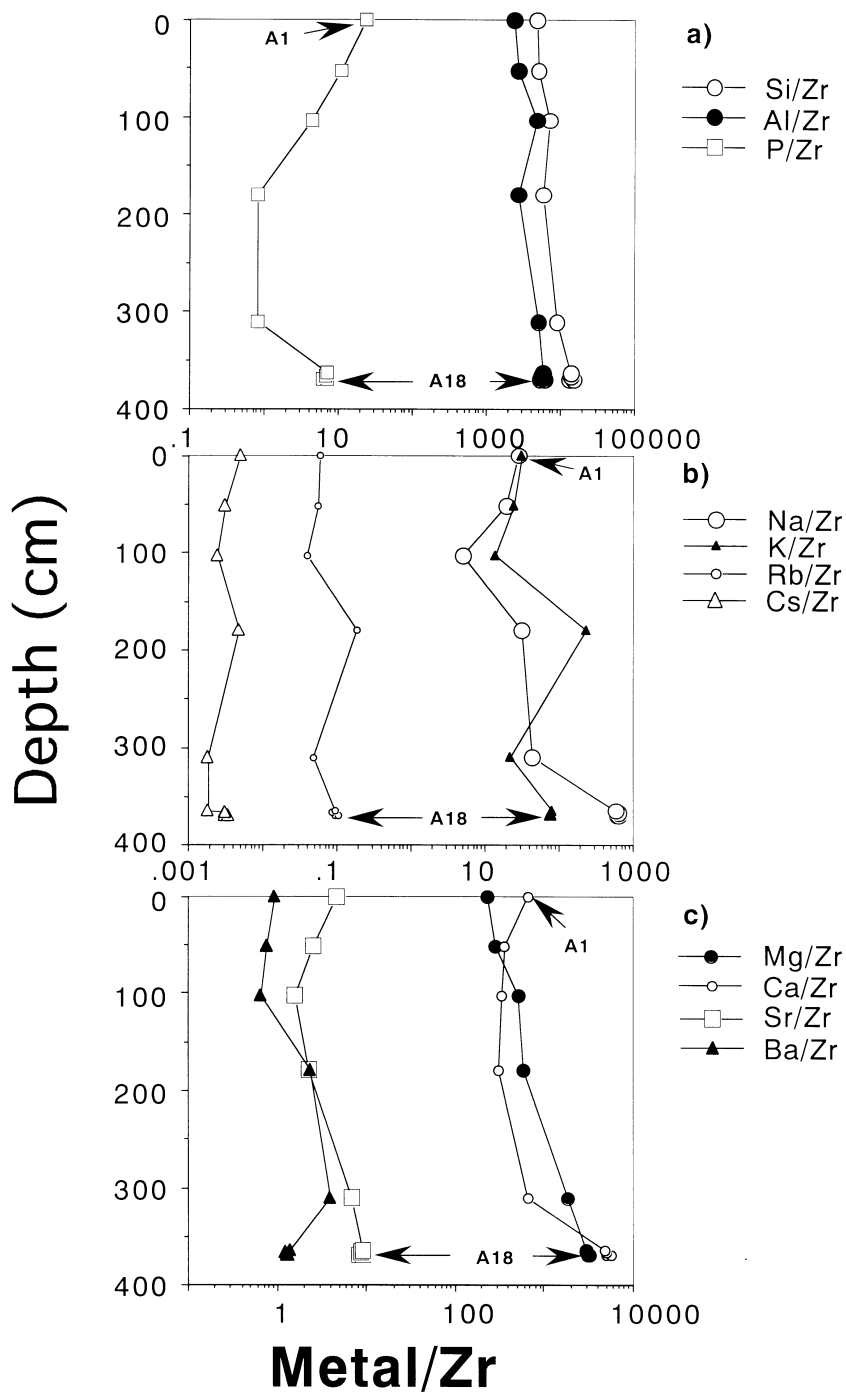 0
100
200
300
400
.1
10
1000
100000
A1
A18
a)
Si/Zr
Al/Zr
P/Zr
0
100
200
300
400
.001
.1
10
1000
A1
A18
b)
Na/Zr
K/Zr
Rb/Zr
Cs/Zr
0
100
200
300
400
1
100
10000
A1
A18
c)
Mg/Zr
Ca/Zr
Sr/Zr
Ba/Zr
Depth (cm)
Metal/Zr